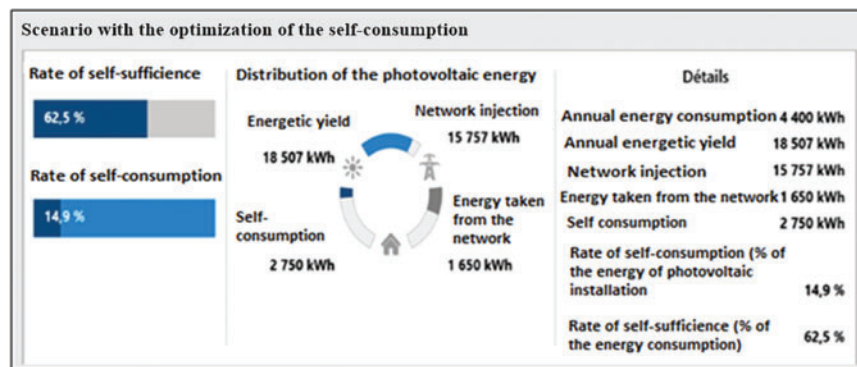 Scenario with the optimization of the self-consumption
Rate of self-sufficience
62,5 %
Rate of self-consumption
14,9 %
Distribution of the photovoltaic energy
Energetic yield
18 507 kWh
Network injection
15 757 kWh
Self-
consumption
2 750 kWh
Energy taken
from the
network
1 650 kWh
Détails
Annual energy consumption 4 400 kWh
Annual energetic yield 18 507 kWh
Network injection 15 757 kWh
Energy taken from the network 1 650 kWh
Self consumption 2 750 kWh
Rate of self-consumption (% of
the energy of photovoltaic
installation 14,9 %
Rate of self-sufficience (% of
the energy consumption) 62,5 %